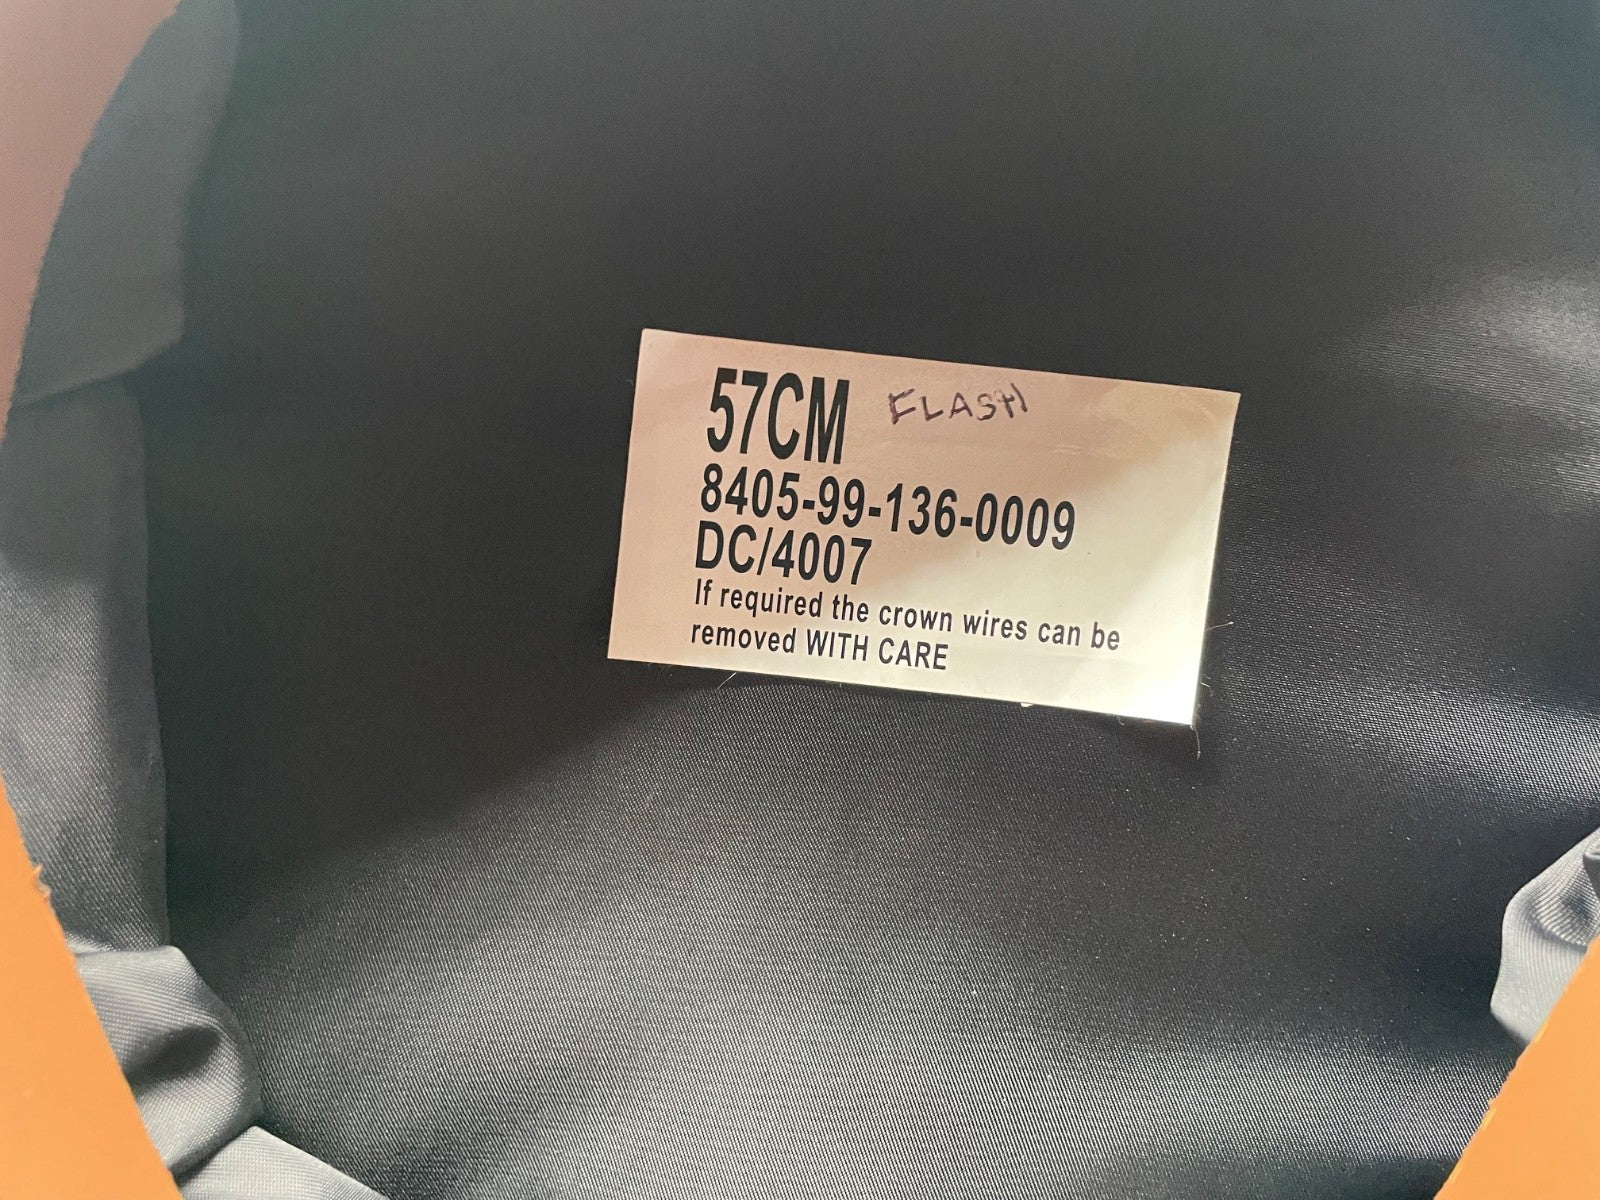 57CM FLASH
8405-99-136-0009
DC/4007
If required the crown wires can be
removed WITH CARE